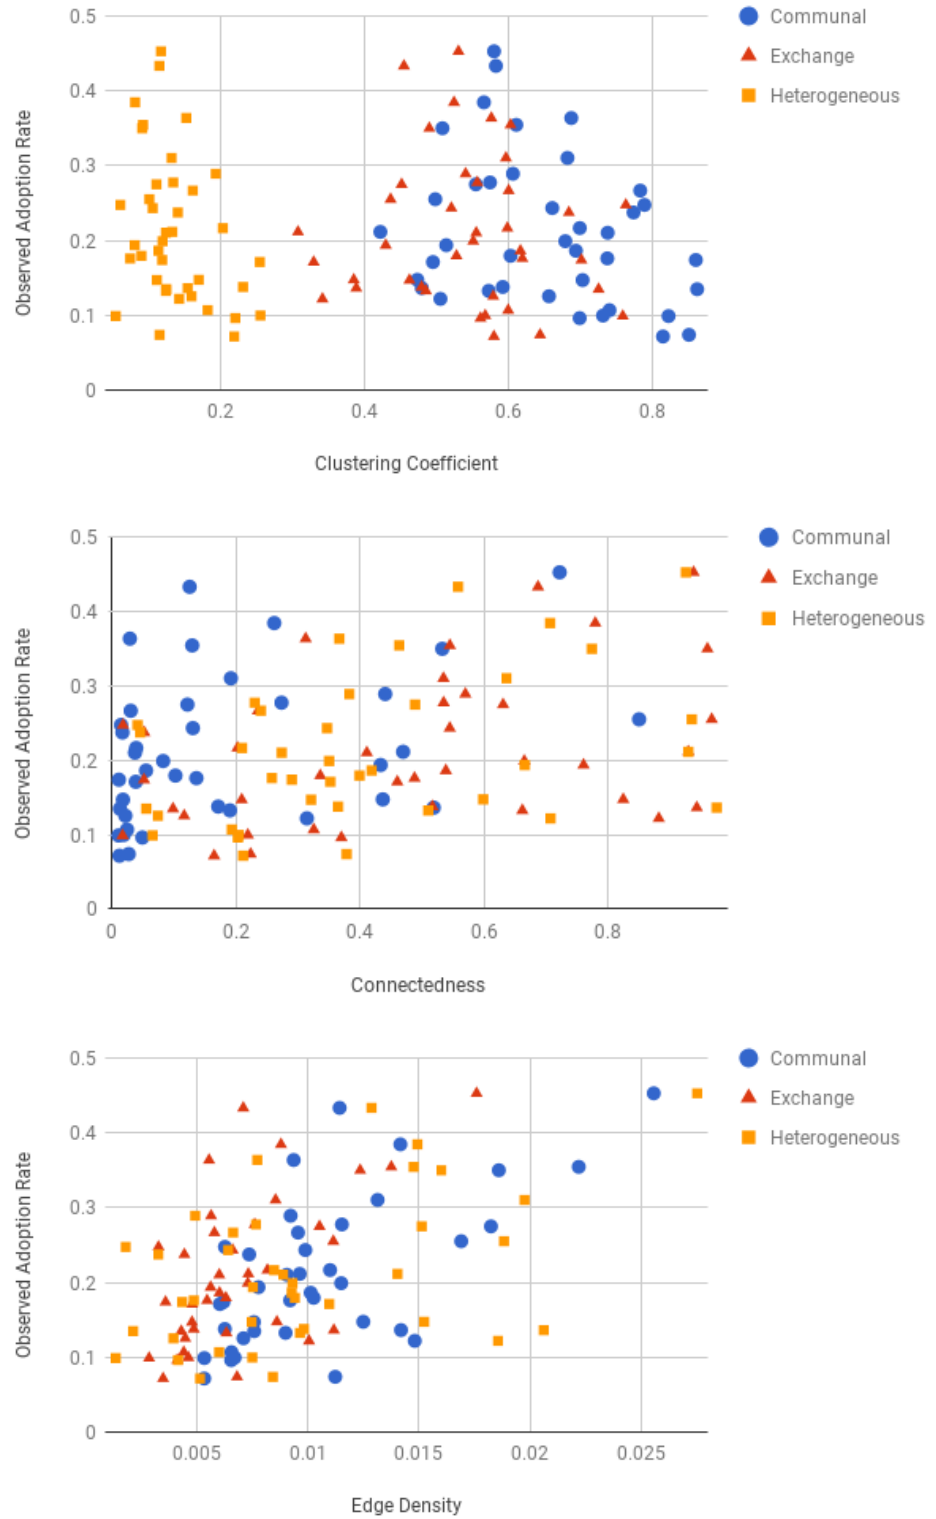 0.5
0.4
0.3
0.2
0.1
0
Observed Adoption Rate
0.2 0.4 0.6 0.8
Clustering Coefficient
Communal
Exchange
Heterogeneous
0.5
0.4
0.3
0.2
0.1
0
Observed Adoption Rate
0 0.2 0.4 0.6 0.8
Connectedness
Communal
Exchange
Heterogeneous
0.5
0.4
0.3
0.2
0.1
0
Observed Adoption Rate
0.005 0.01 0.015 0.02 0.025
Edge Density
Communal
Exchange
Heterogeneous